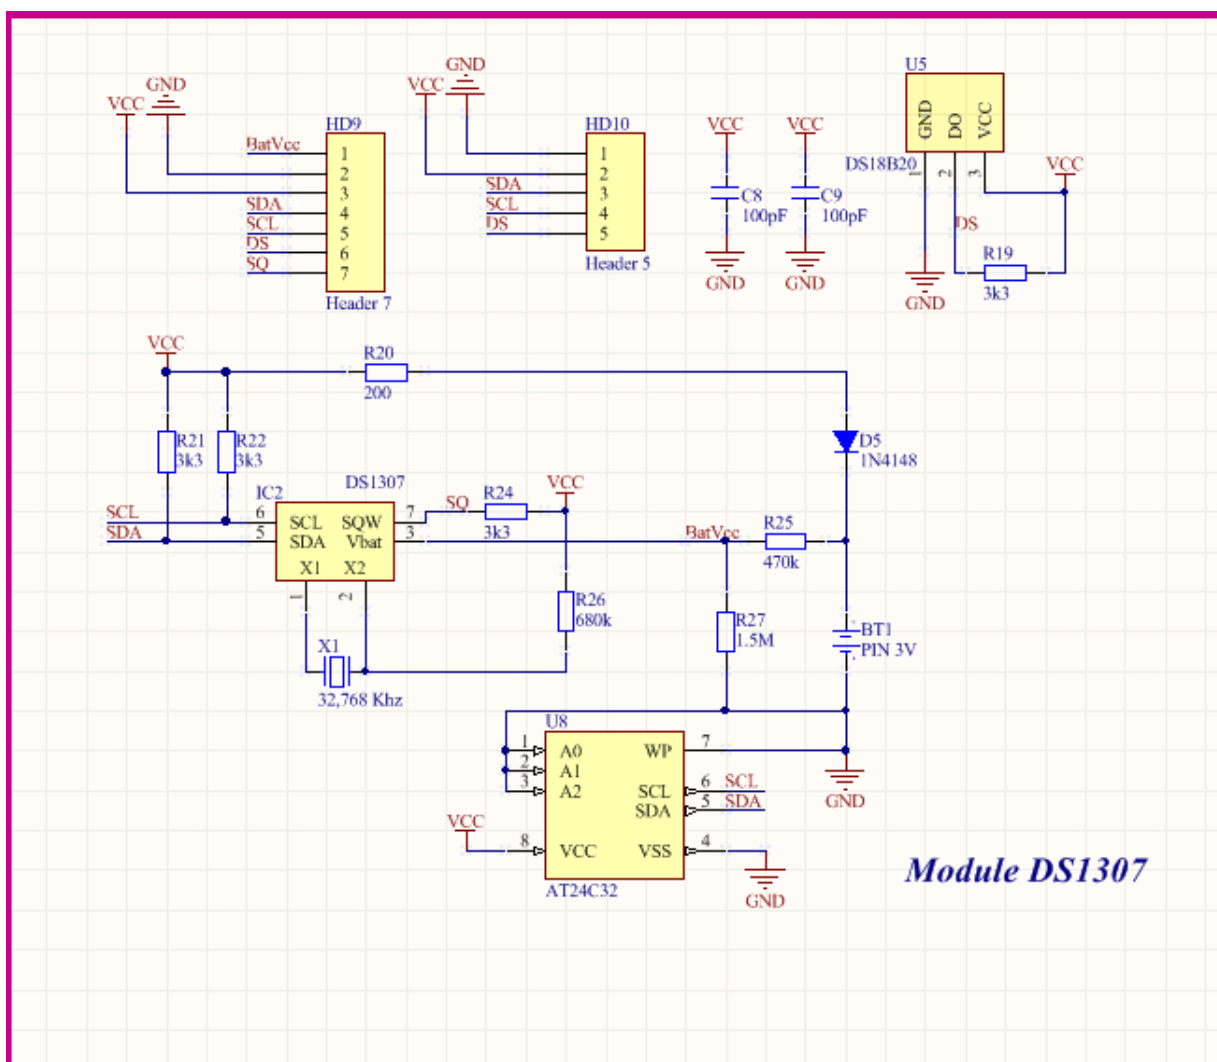 GND
VCC
HD9
BatVcc
1
2
3
SDA
4
SCL
5
DS
6
SQ
7
Header 7
GND
VCC
HD10
1
2
SDA
3
SCL
4
DS
5
Header 5
VCC
C8
100pF
GND
VCC
C9
100pF
GND
U5
GND
DO
VCC
DS18B20
1
2
3
VCC
DS
R19
3k3
GND
VCC
R20
200
R21
3k3
R22
3k3
D5
1N4148
IC2
DS1307
SCL
6
SCL
SQW
7
SDA
5
SDA
Vbat
3
X1
X2
1
2
SQ
R24
3k3
VCC
BatVcc
R25
470k
R26
680k
R27
1.5M
BT1
PIN 3V
X1
32,768 Khz
U8
1
A0
WP
7
2
A1
3
A2
SCL
6
SCL
SDA
5
SDA
VCC
8
VCC
VSS
4
AT24C32
GND
GND
Module DS1307